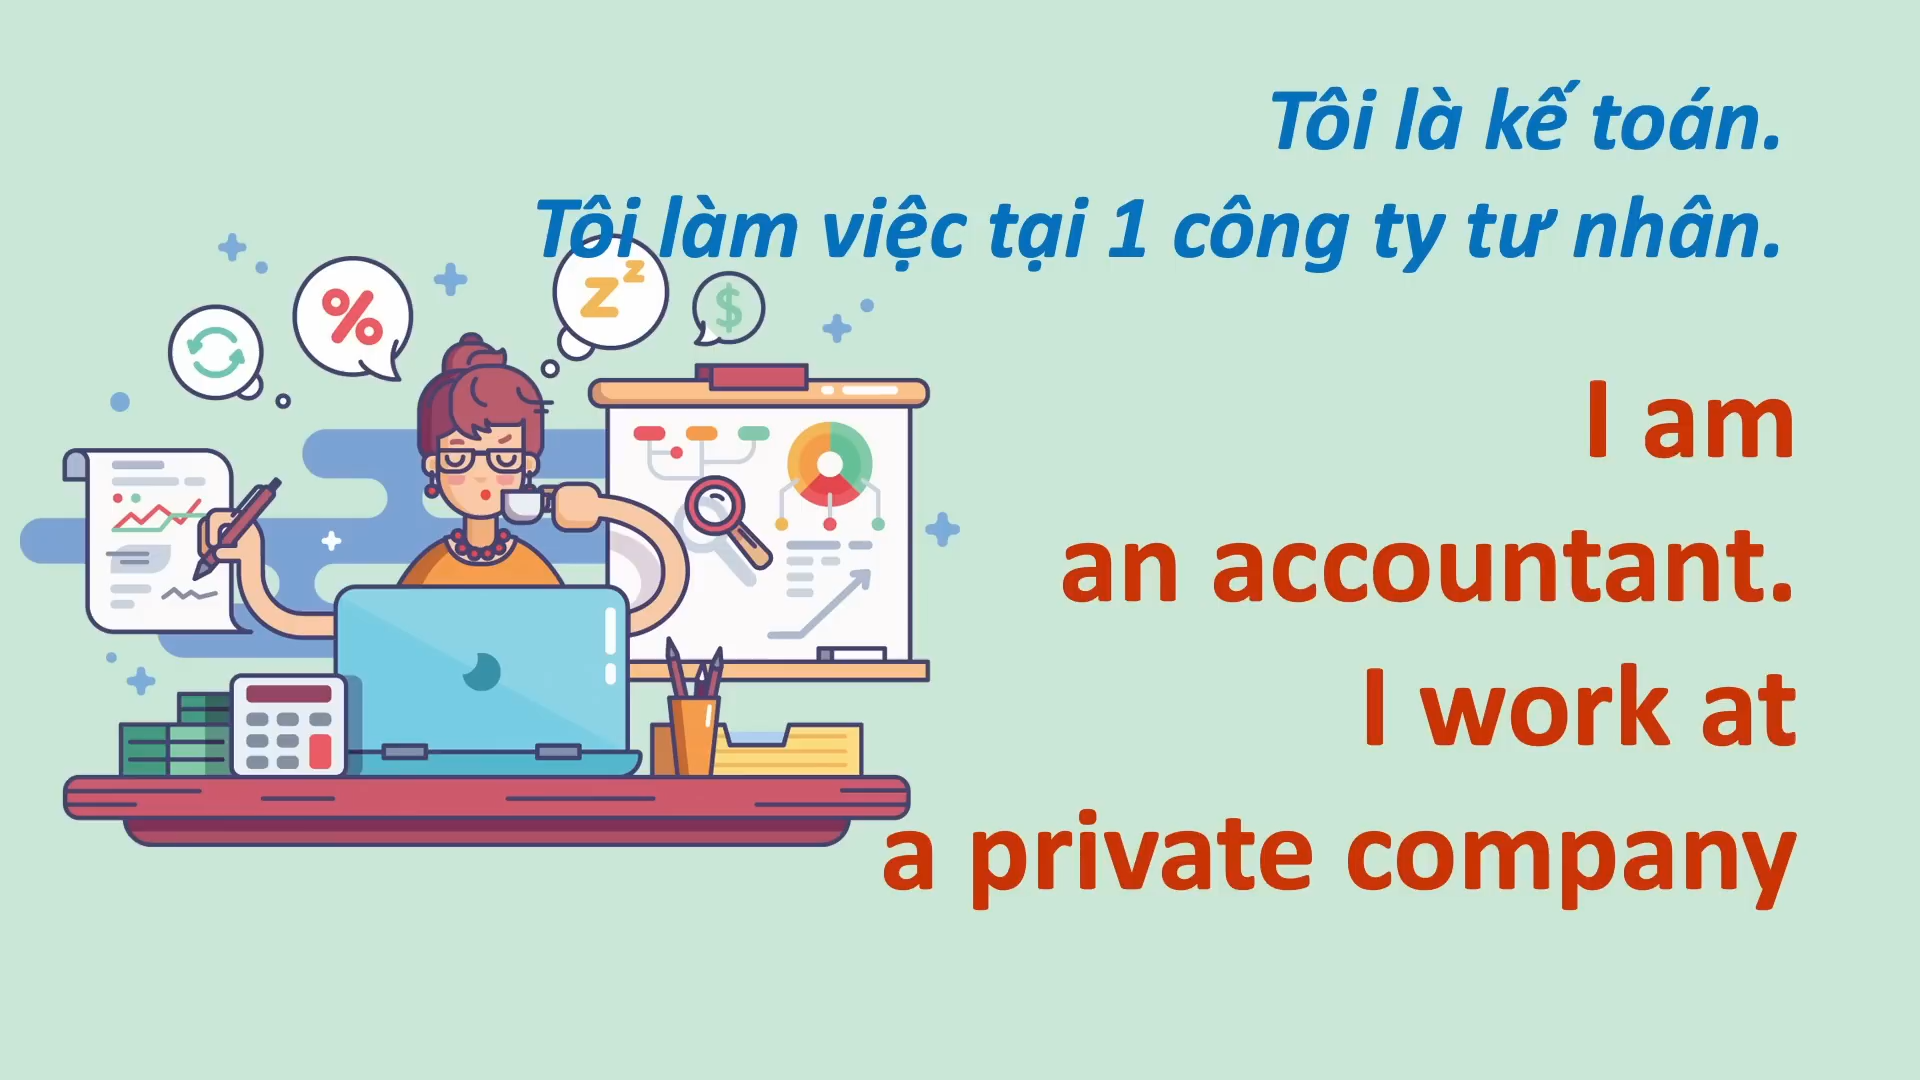 Tôi là kế toán.
Tôi làm việc tại 1 công ty tư nhân.
%
z z
$
I am
an accountant.
I work at
a private company